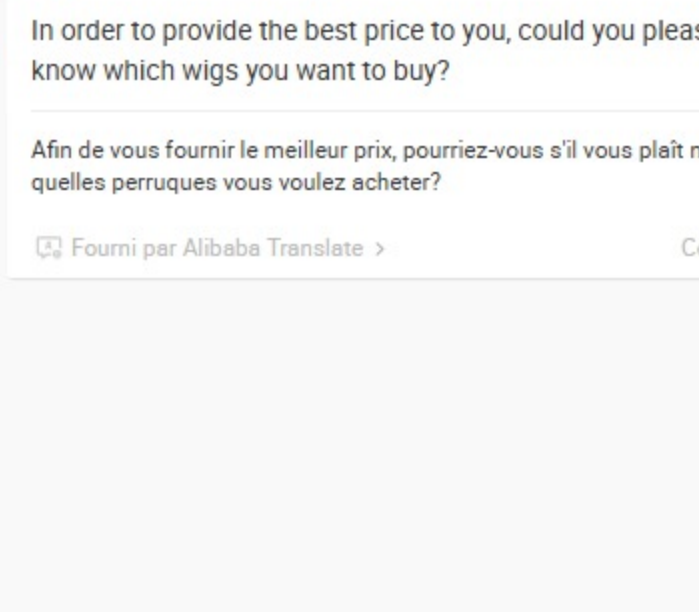 In order to provide the best price to you, could you
know which wigs you want to buy?
Afin de vous fournir le meilleur prix, pourriez-vous s'il vous plaît
quelles perruques vous voulez acheter?
Fourni par Alibaba Translate >